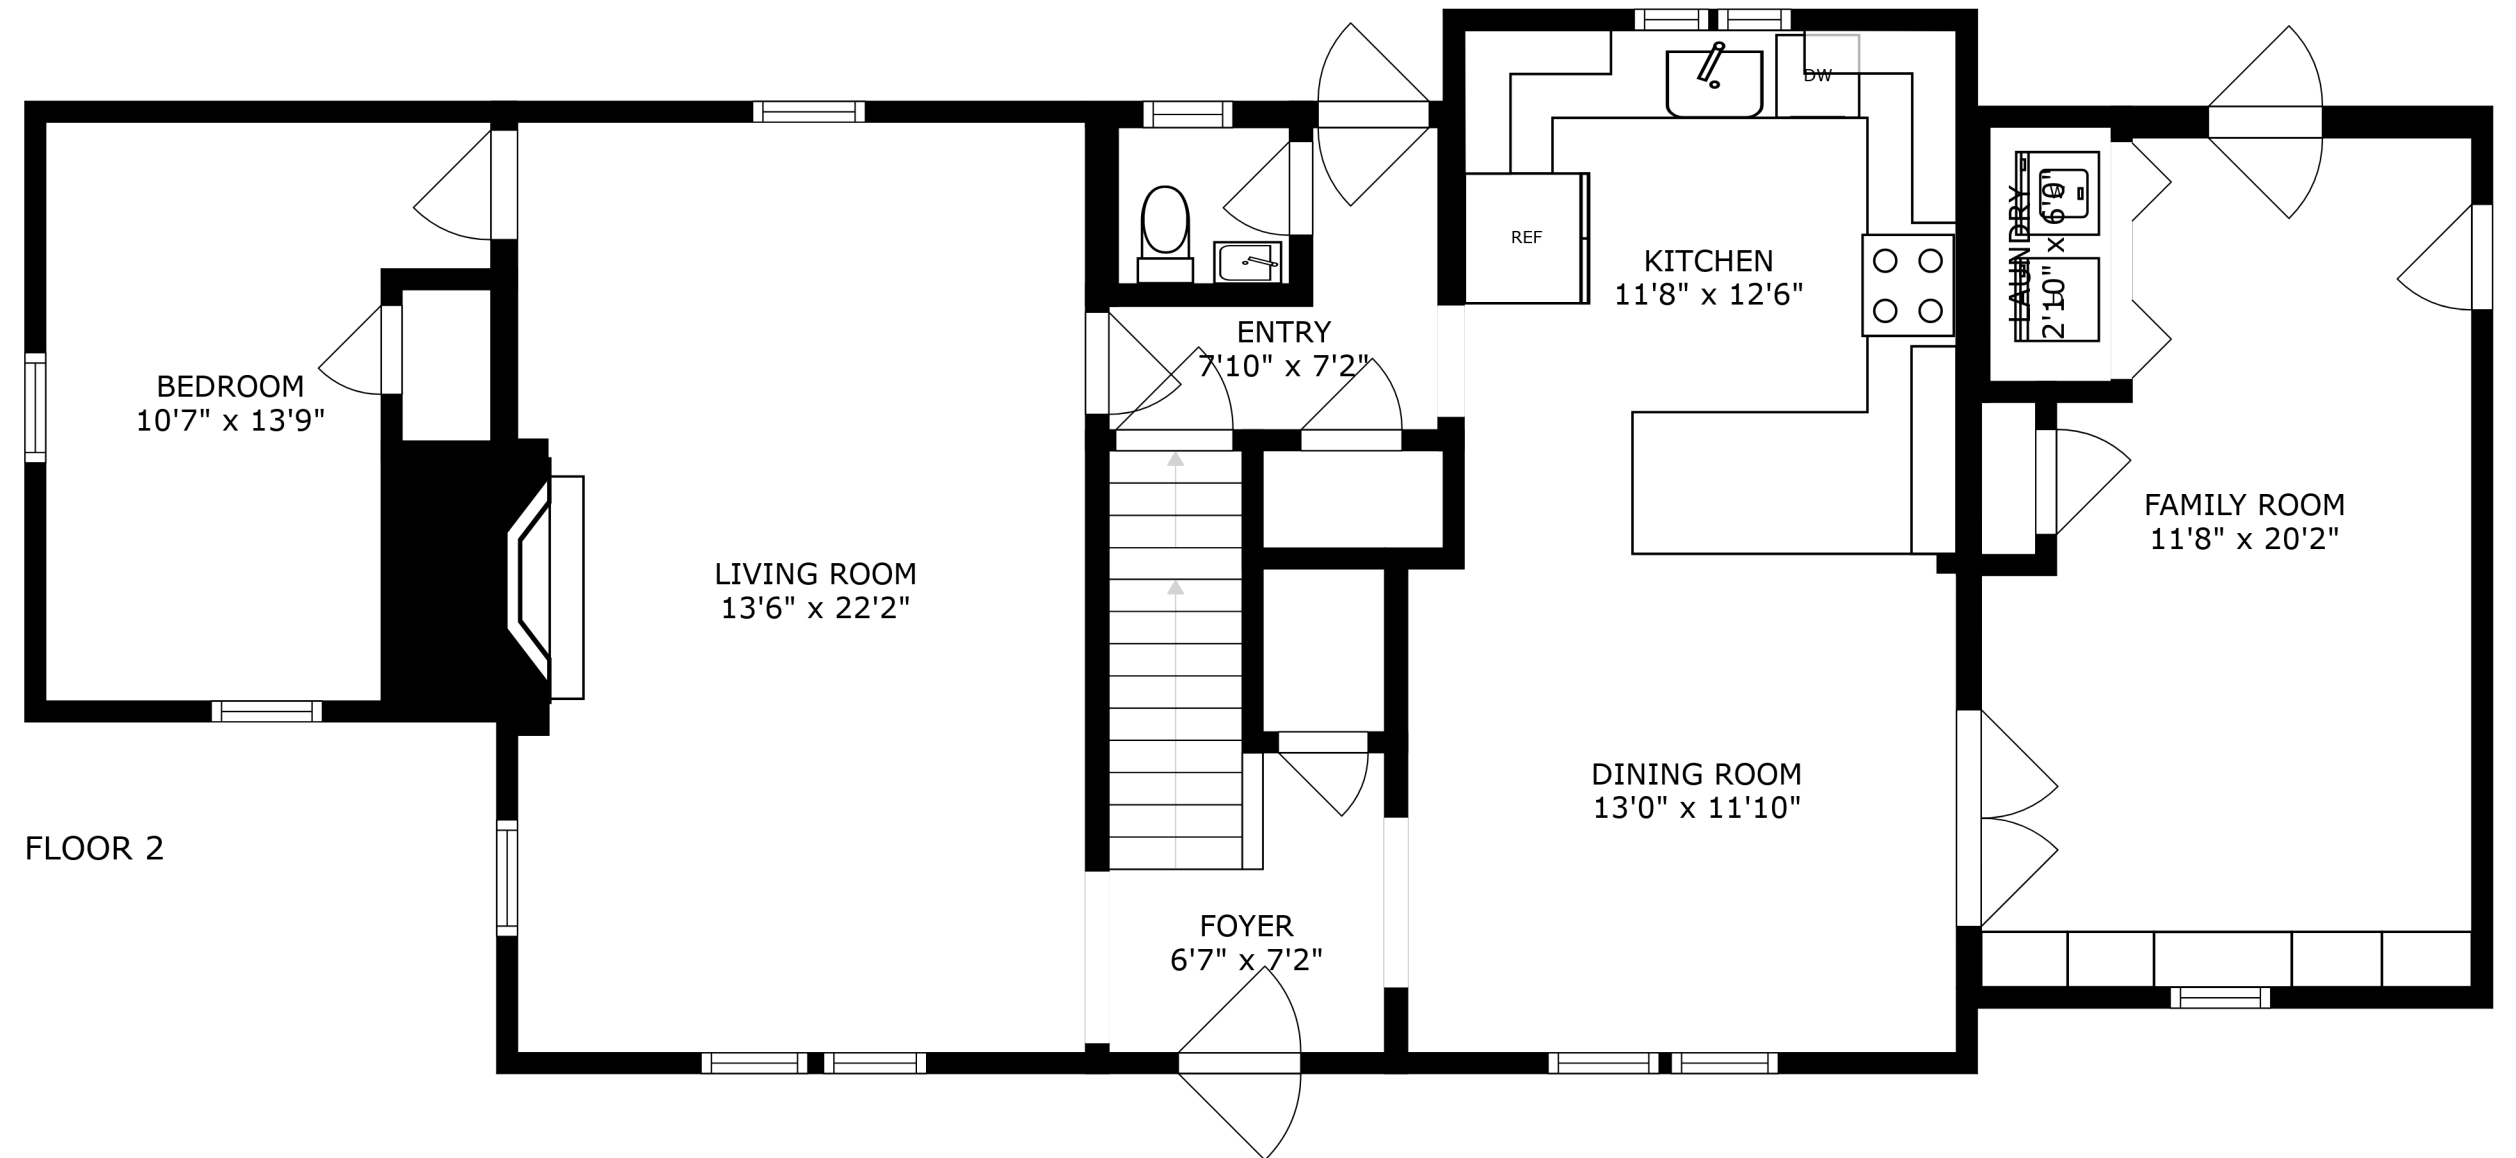 DW
W
LAUNDRY
2'10" x 6'0"
REF
KITCHEN
11'8" x 12'6"
ENTRY
7'10" x 7'2"
BEDROOM
10'7" x 13'9"
FAMILY ROOM
11'8" x 20'2"
LIVING ROOM
13'6" x 22'2"
DINING ROOM
13'0" x 11'10"
FLOOR 2
FOYER
6'7" x 7'2"